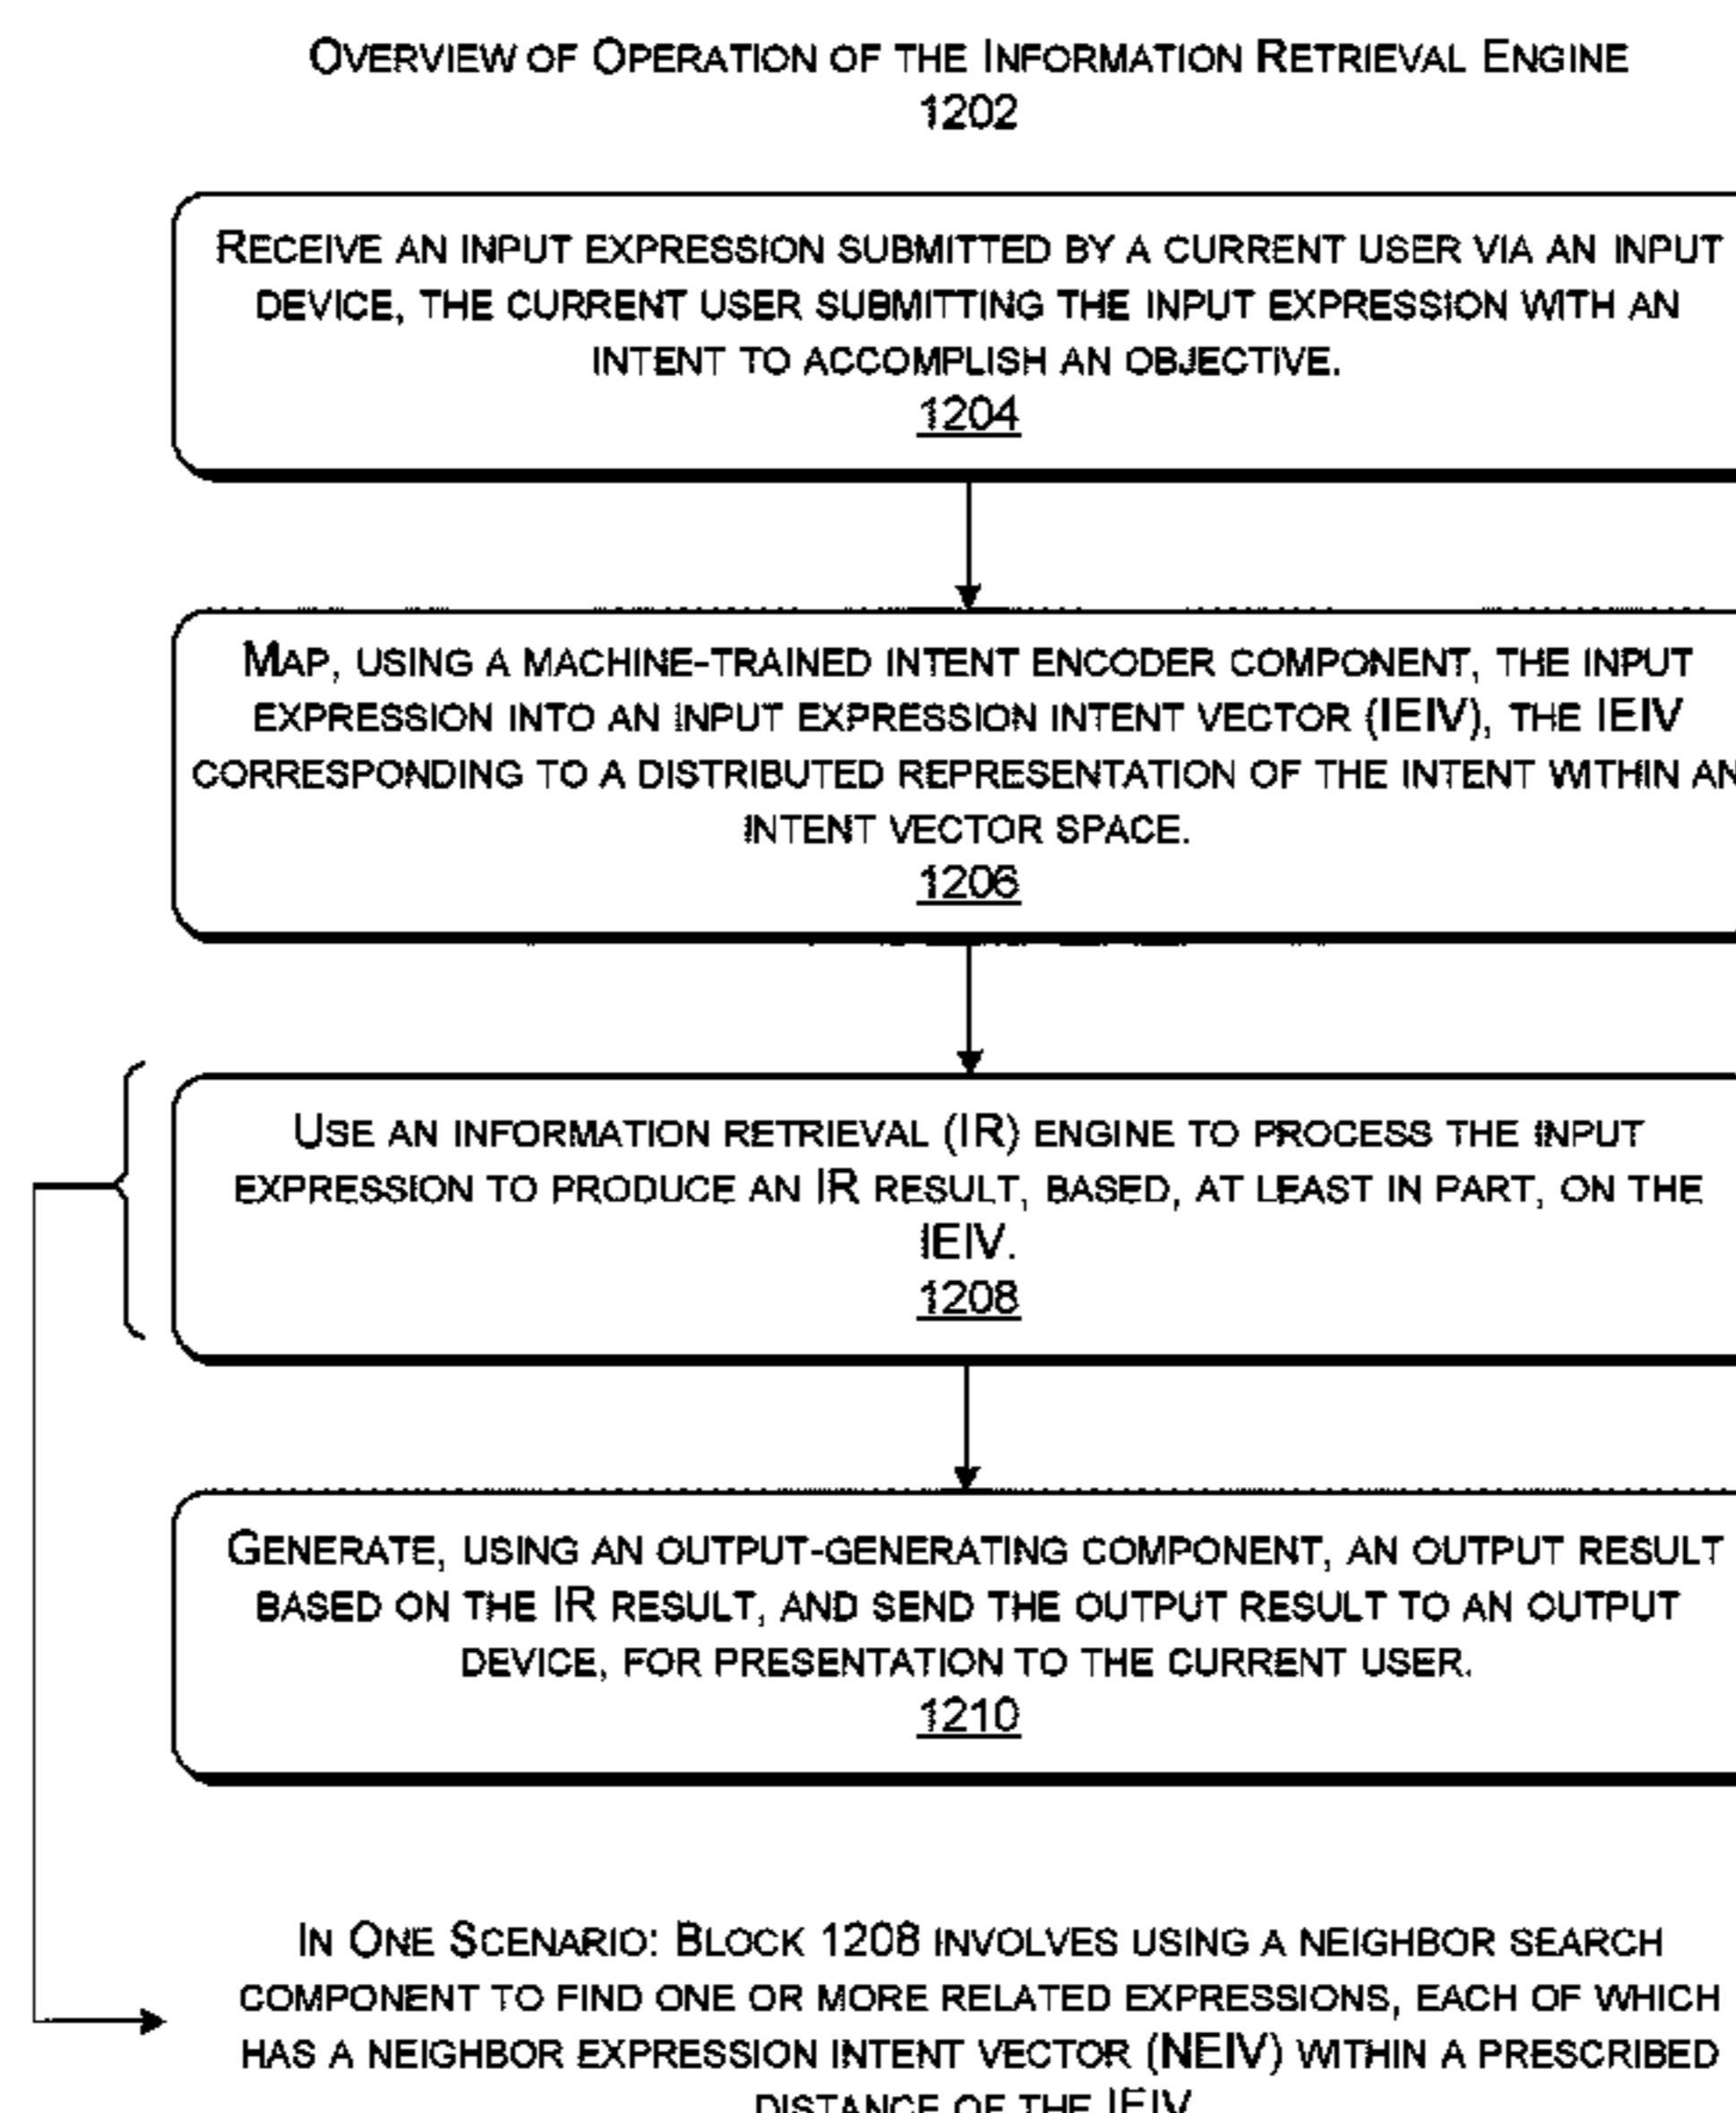 OVERVIEW OF OPERATION OF THE INFORMATION RETRIEVAL ENGINE
1202
RECEIVE AN INPUT EXPRESSION SUBMITTED BY A CURRENT USER VIA AN INPUT
DEVICE, THE CURRENT USER SUBMITTING THE INPUT EXPRESSION WITH AN
INTENT TO ACCOMPLISH AN OBJECTIVE.
1204
MAP, USING A MACHINE-TRAINED INTENT ENCODER COMPONENT, THE INPUT
EXPRESSION INTO AN INPUT EXPRESSION INTENT VECTOR (IEIV), THE IEIV
CORRESPONDING TO A DISTRIBUTED REPRESENTATION OF THE INTENT WITHIN AN
INTENT VECTOR SPACE.
1206
USE AN INFORMATION RETRIEVAL (IR) ENGINE TO PROCESS THE INPUT
EXPRESSION TO PRODUCE AN IR RESULT, BASED, AT LEAST IN PART, ON THE
IEIV.
1208
GENERATE, USING AN OUTPUT-GENERATING COMPONENT, AN OUTPUT RESULT
BASED ON THE IR RESULT, AND SEND THE OUTPUT RESULT TO AN OUTPUT
DEVICE, FOR PRESENTATION TO THE CURRENT USER.
1210
IN ONE SCENARIO: BLOCK 1208 INVOLVES USING A NEIGHBOR SEARCH
COMPONENT TO FIND ONE OR MORE RELATED EXPRESSIONS, EACH OF WHICH
HAS A NEIGHBOR EXPRESSION INTENT VECTOR (NEIV) WITHIN A PRESCRIBED
DISTANCE OF THE IEIV